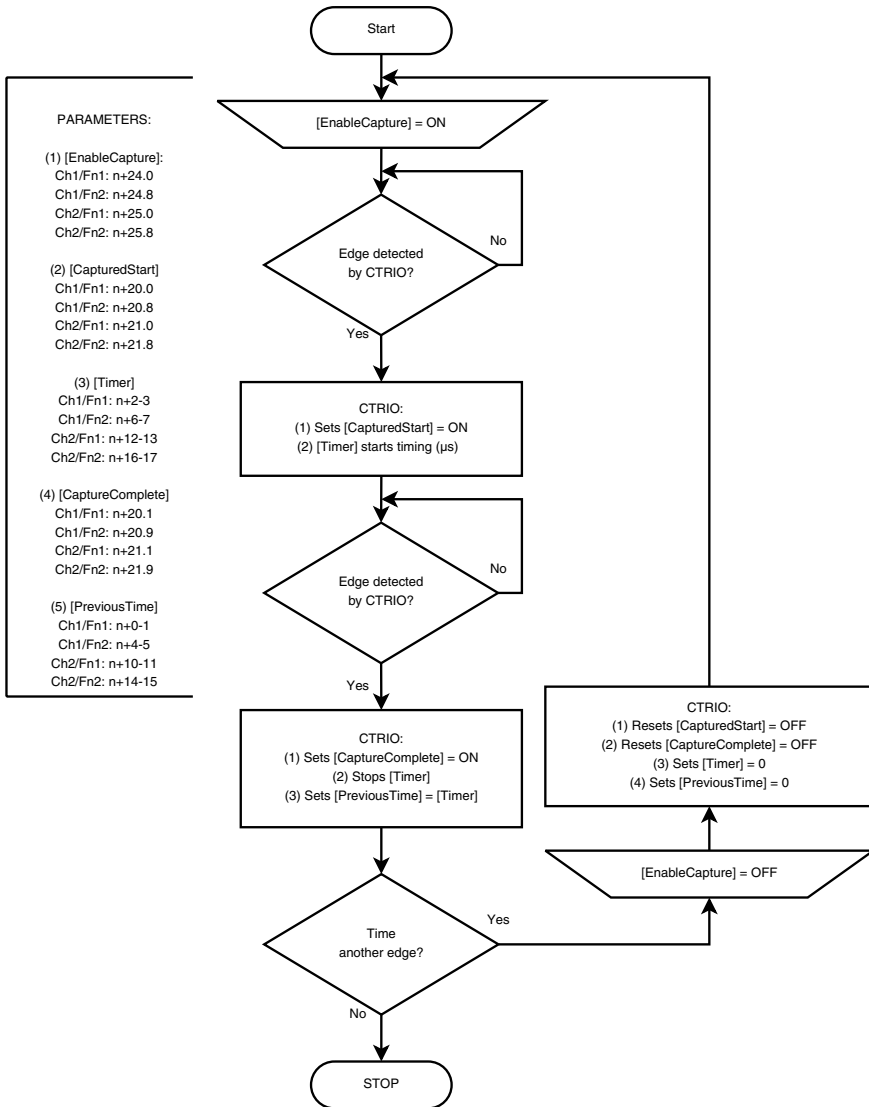 Start
[EnableCapture] = ON
PARAMETERS:
(1) [EnableCapture]:
Ch1/Fn1: n+24.0
Ch1/Fn2: n+24.8
Ch2/Fn1: n+25.0
Ch2/Fn2: n+25.8
(2) [CapturedStart]
Ch1/Fn1: n+20.0
Ch1/Fn2: n+20.8
Ch2/Fn1: n+21.0
Ch2/Fn2: n+21.8
(3) [Timer]
Ch1/Fn1: n+2-3
Ch1/Fn2: n+6-7
Ch2/Fn1: n+12-13
Ch2/Fn2: n+16-17
(4) [CaptureComplete]
Ch1/Fn1: n+20.1
Ch1/Fn2: n+20.9
Ch2/Fn1: n+21.1
Ch2/Fn2: n+21.9
(5) [PreviousTime]
Ch1/Fn1: n+0-1
Ch1/Fn2: n+4-5
Ch2/Fn1: n+10-11
Ch2/Fn2: n+14-15
Edge detected
by CTRIO?
No
Yes
CTRIO:
(1) Sets [CapturedStart] = ON
(2) [Timer] starts timing (µs)
Edge detected
by CTRIO?
No
Yes
CTRIO:
(1) Sets [CaptureComplete] = ON
(2) Stops [Timer]
(3) Sets [PreviousTime] = [Timer]
Time
another edge?
Yes
No
STOP
[EnableCapture] = OFF
CTRIO:
(1) Resets [CapturedStart] = OFF
(2) Resets [CaptureComplete] = OFF
(3) Sets [Timer] = 0
(4) Sets [PreviousTime] = 0